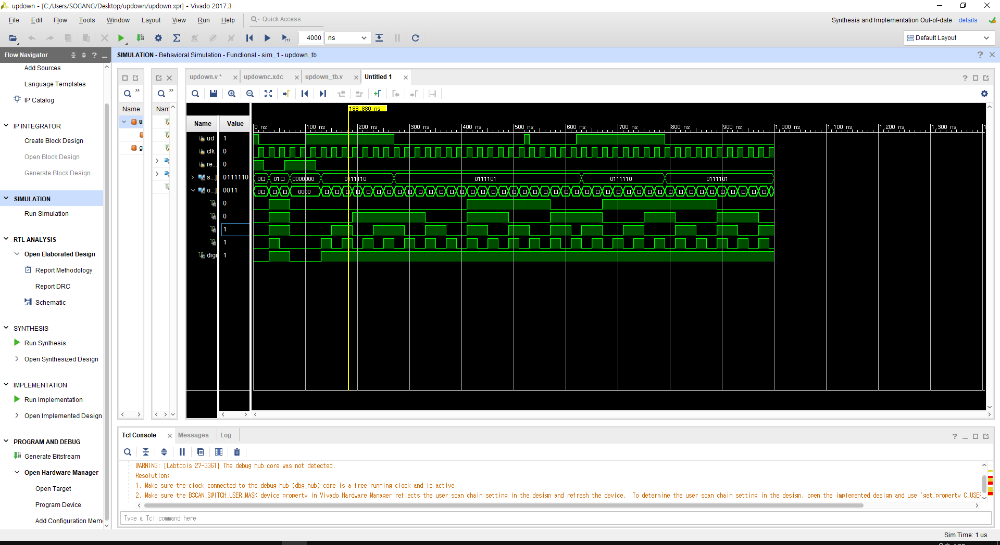 updown - [C:/Users/SOGANG/Desktop/updown/updown.xpr] - Vivado 2017.3
File Edit Flow Tools Window Layout View Run Help Quick Access
Synthesis and Implementation Out-of-date details
4000 ns
Default Layout
Flow Navigator
SIMULATION - Behavioral Simulation - Functional - sim_1 - updown_tb
Add Sources
Language Templates
IP Catalog
IP INTEGRATOR
Create Block Design
Open Block Design
Generate Block Design
SIMULATION
Run Simulation
RTL ANALYSIS
Open Elaborated Design
Report Methodology
Report DRC
Schematic
SYNTHESIS
Run Synthesis
Open Synthesized Design
IMPLEMENTATION
Run Implementation
Open Implemented Design
PROGRAM AND DEBUG
Generate Bitstream
Open Hardware Manager
Open Target
Program Device
Add Configuration Mem
Name
u
g
Nam
updown.v *
updownc.xdc
updown_tb.v
Untitled 1
183,880 ns
Name Value
0 ns 100 ns 200 ns 300 ns 400 ns 500 ns 600 ns 700 ns 800 ns 900 ns 1,000 ns 1,100 ns 1,200 ns 1,300 ns 1
ud 1
clk 0
re... 0
s...] 0111110 0 01 0000000 0111110 0111101 0111110 0111101
o...] 0011 0 0000
0
0
1
1
digi 1
Tcl Console
Messages
Log
WARNING: [Labtools 27-3361] The debug hub core was not detected.
Resolution:
1. Make sure the clock connected to the debug hub (dbg_hub) core is a free running clock and is active.
2. Make sure the BSCAN_SWITCH_USER_MASK device property in Vivado Hardware Manager reflects the user scan chain setting in the design and refresh the device.  To determine the user scan chain setting in the design, open the implemented design and use 'get_property C_USER
Type a Tcl command here
Sim Time: 1 us